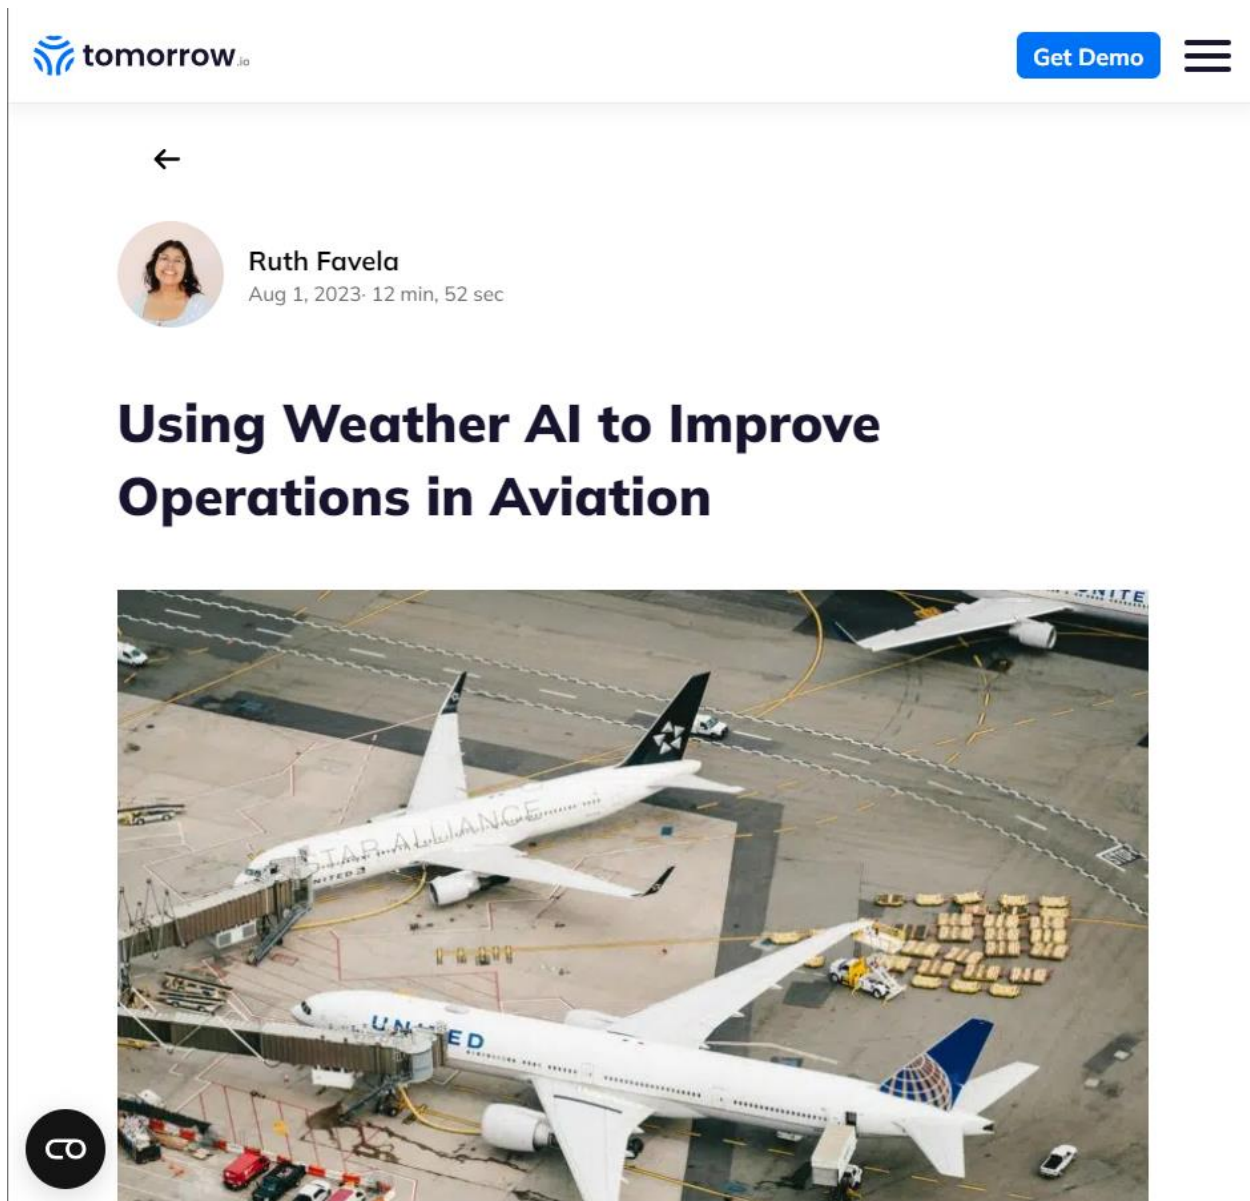 tomorrow.io
Get Demo
Ruth Favela
Aug 1, 2023· 12 min, 52 sec
Using Weather AI to Improve
Operations in Aviation
STAR ALLIANCE
UNITED